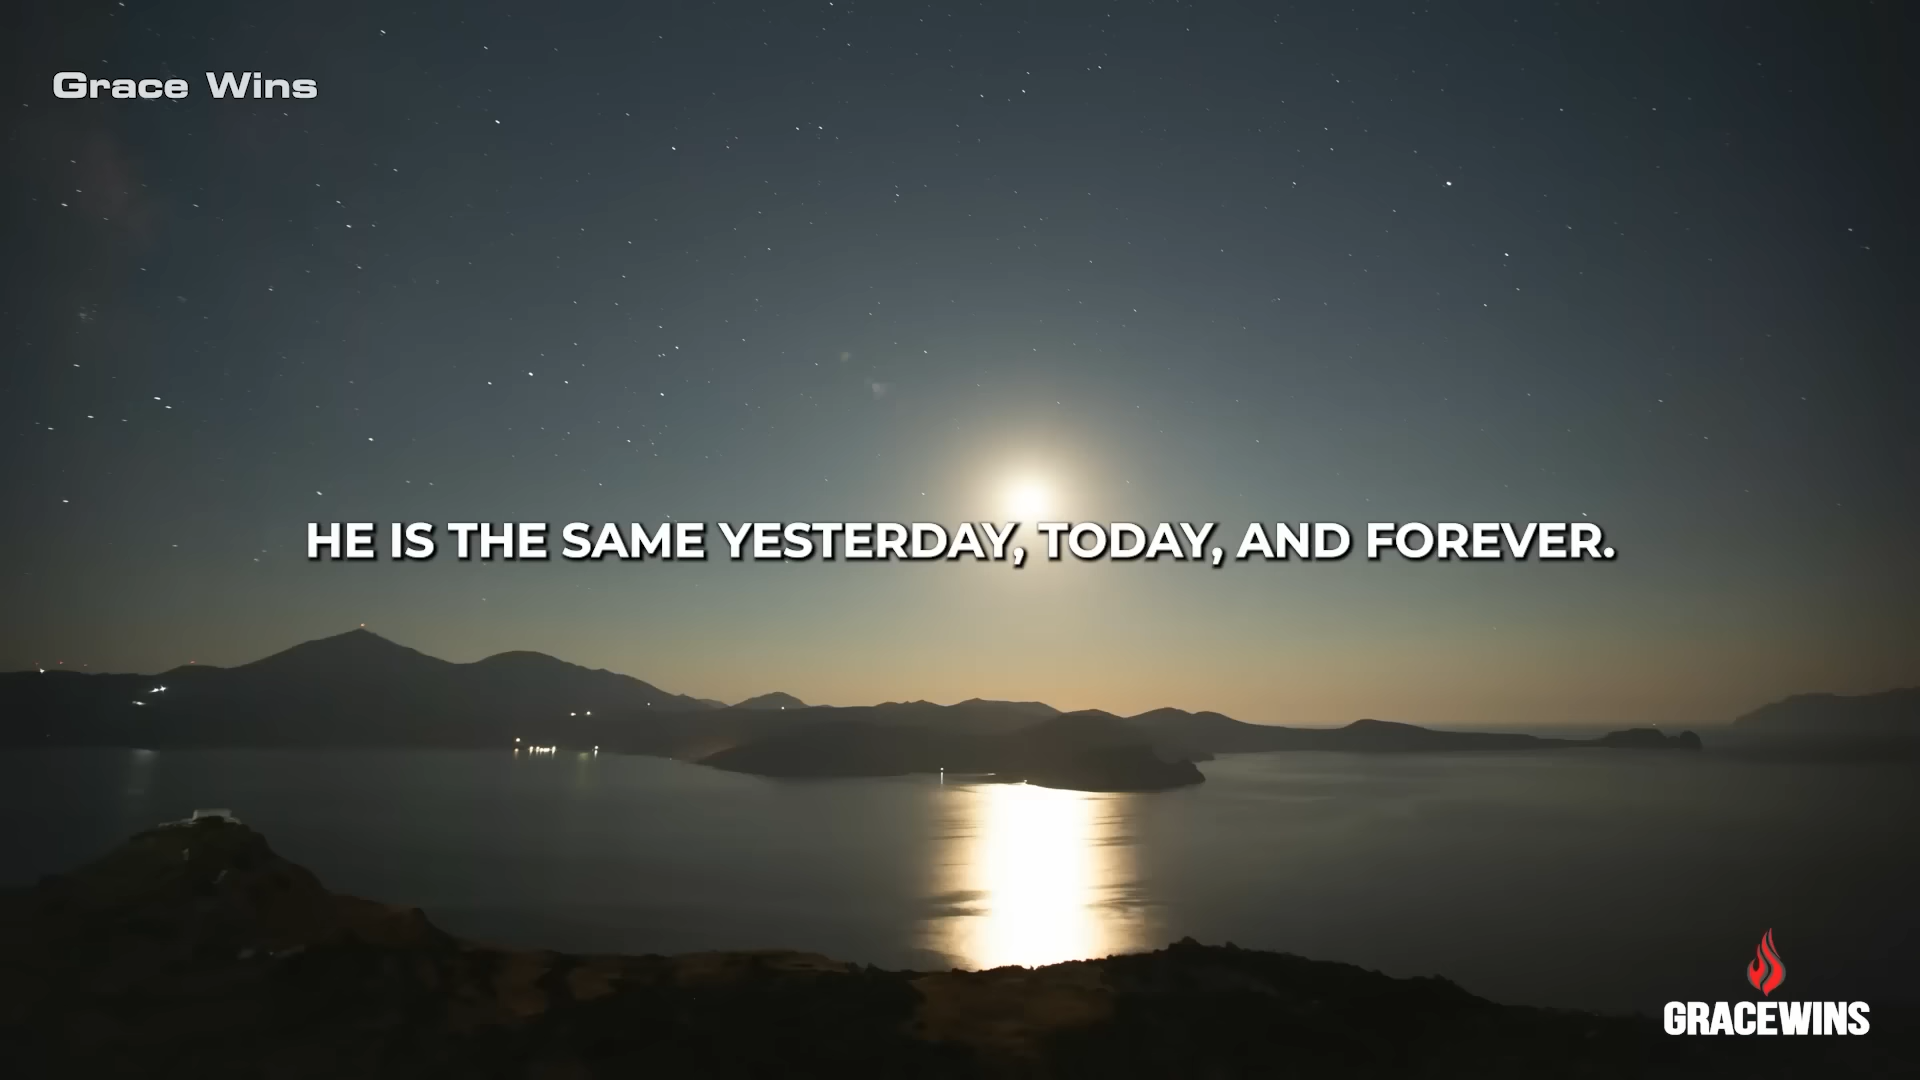 Grace Wins
HE IS THE SAME YESTERDAY, TODAY, AND FOREVER.
GRACEWINS